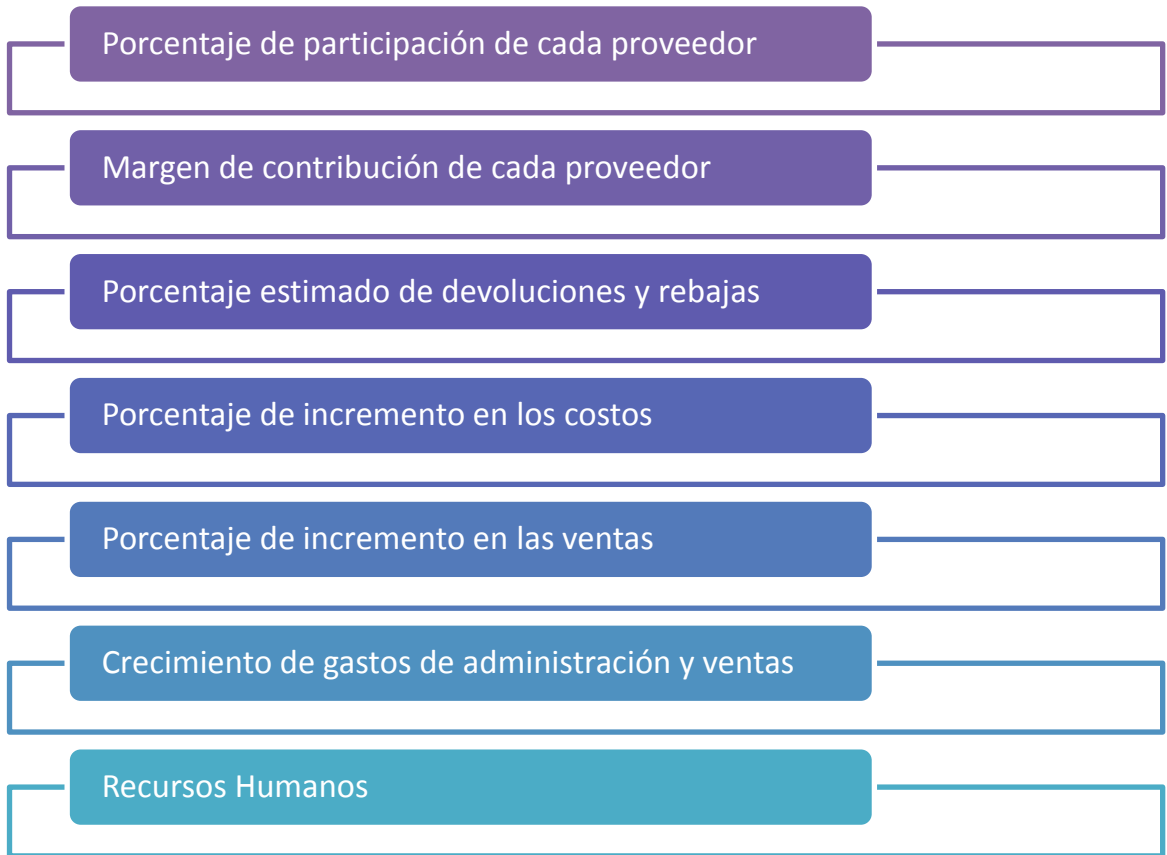 Porcentaje de participación de cada proveedor
Margen de contribución de cada proveedor
Porcentaje estimado de devoluciones y rebajas
Porcentaje de incremento en los costos
Porcentaje de incremento en las ventas
Crecimiento de gastos de administración y ventas
Recursos Humanos